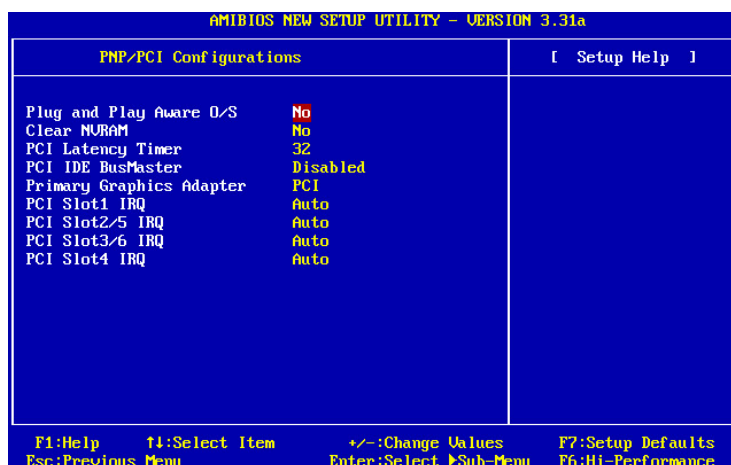 AMIBIOS NEW SETUP UTILITY - VERSION 3.31a
PNP/PCI Configurations
[ Setup Help ]
Plug and Play Aware O/S No
Clear NVRAM No
PCI Latency Timer 32
PCI IDE BusMaster Disabled
Primary Graphics Adapter PCI
PCI Slot1 IRQ Auto
PCI Slot2/5 IRQ Auto
PCI Slot3/6 IRQ Auto
PCI Slot4 IRQ Auto
F1:Help ↑↓:Select Item +/-:Change Values F7:Setup Defaults
Esc:Previous Menu Enter:Select ▶Sub-Menu F6:Hi-Performance